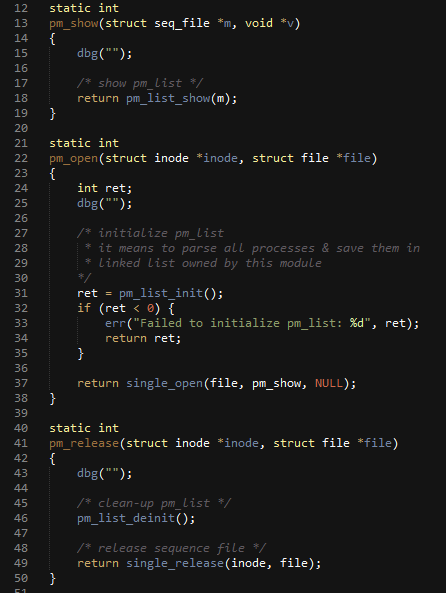 12 static int
13 pm_show(struct seq_file *m, void *v)
14 {
15     dbg("");
16
17     /* show pm_list */
18     return pm_list_show(m);
19 }
20
21 static int
22 pm_open(struct inode *inode, struct file *file)
23 {
24     int ret;
25     dbg("");
26
27     /* initialize pm_list
28      * it means to parse all processes & save them in
29      * linked list owned by this module
30     */
31     ret = pm_list_init();
32     if (ret < 0) {
33         err("Failed to initialize pm_list: %d", ret);
34         return ret;
35     }
36
37     return single_open(file, pm_show, NULL);
38 }
39
40 static int
41 pm_release(struct inode *inode, struct file *file)
42 {
43     dbg("");
44
45     /* clean-up pm_list */
46     pm_list_deinit();
47
48     /* release sequence file */
49     return single_release(inode, file);
50 }
51